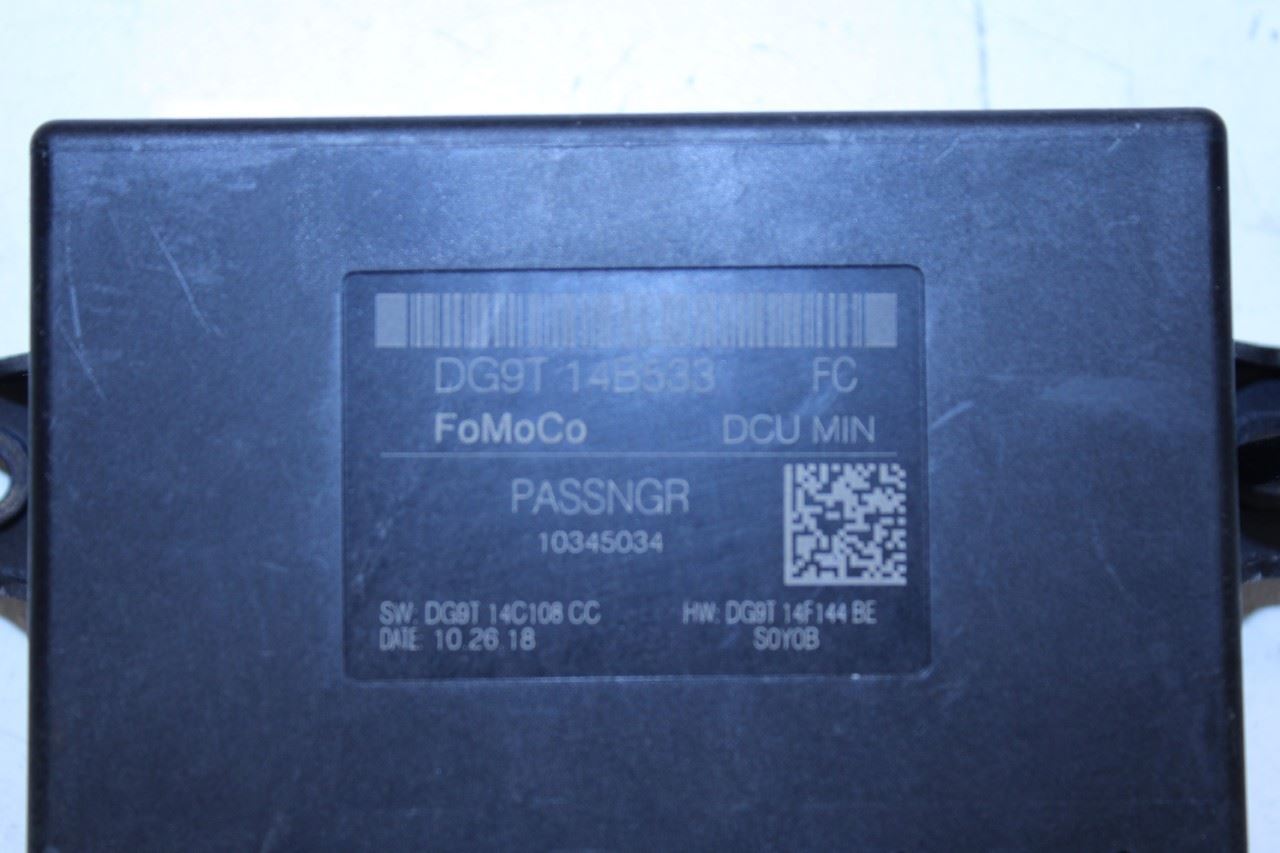 DG9T 14B533 FC
FoMoCo DCU MIN
PASSNGR
10345034
SW: DG9T 14C108 CC HW: DG9T 14F144 BE
DATE: 10.26.18 S0Y0B